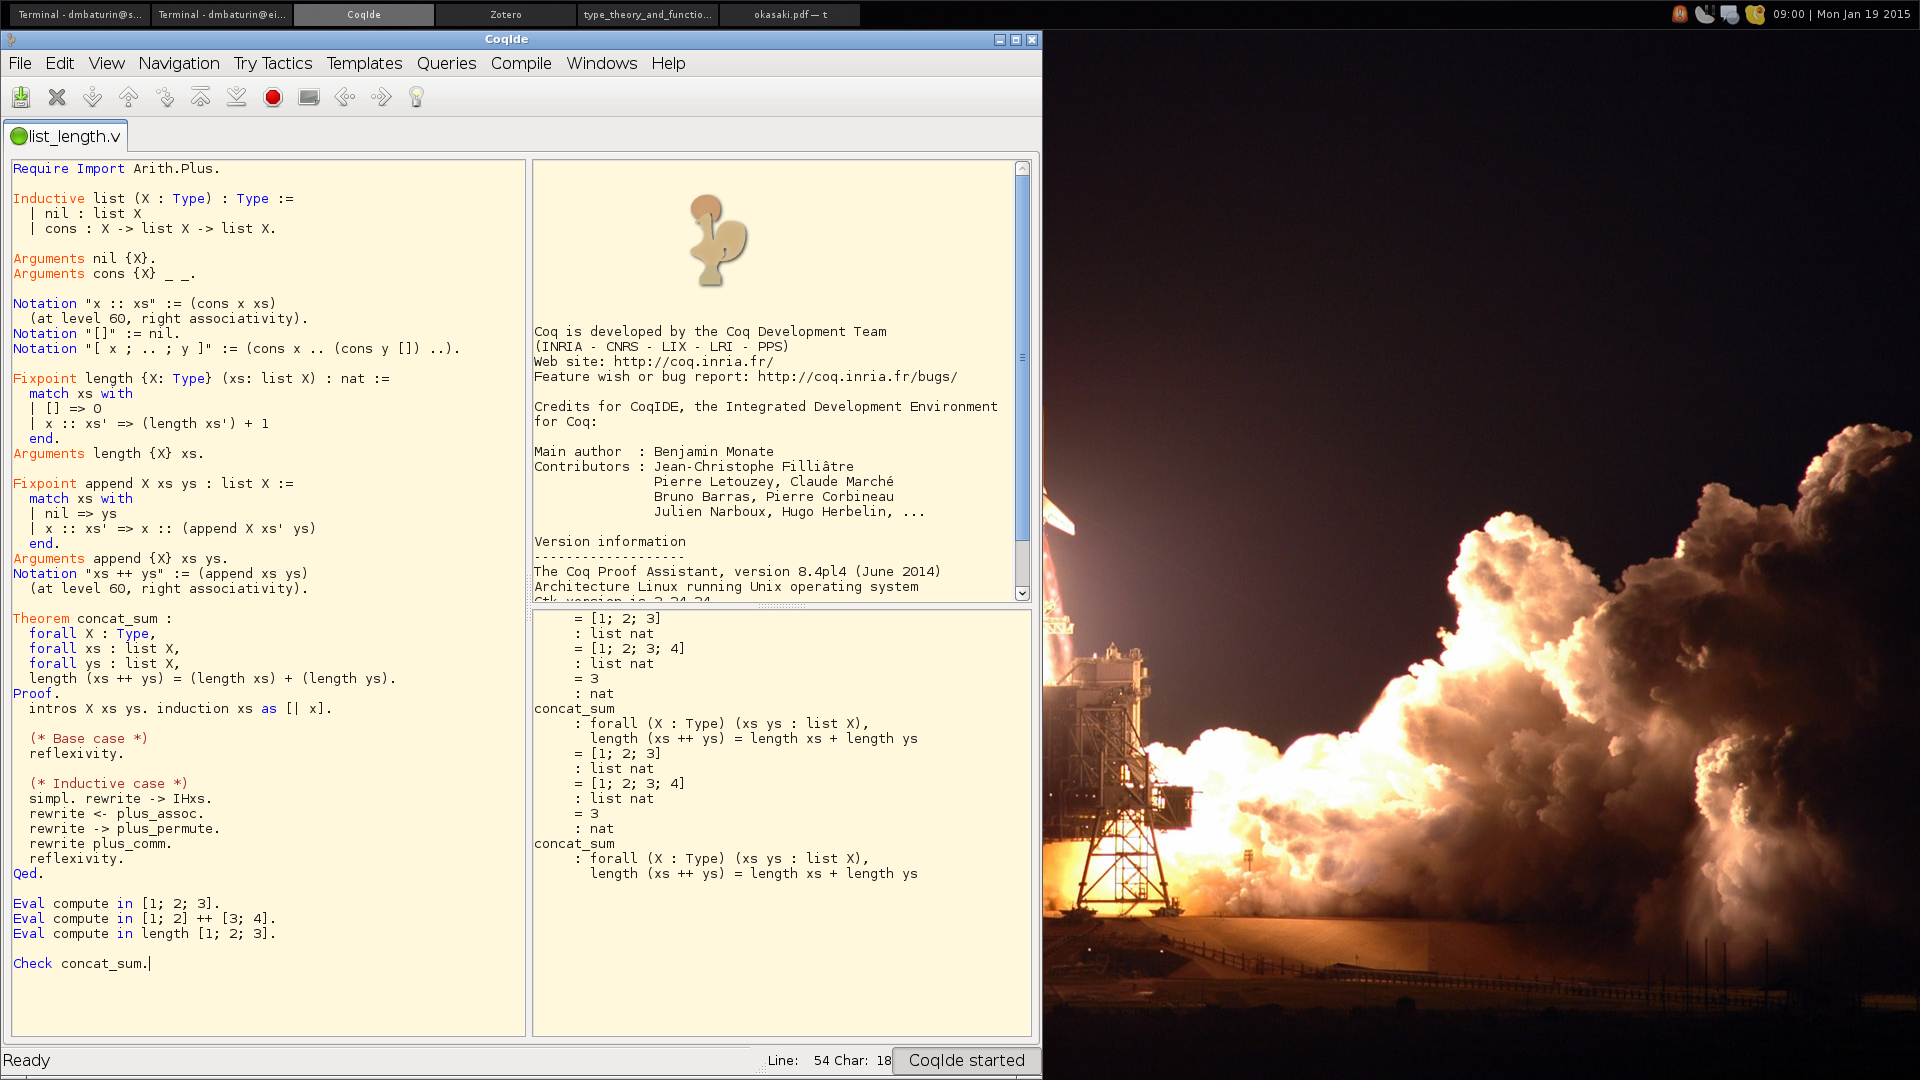 Terminal - dmbaturin@s... Terminal - dmbaturin@ei... CoqIde Zotero type_theory_and_functio... okasaki.pdf — t 09:00 | Mon Jan 19 2015
CoqIde
File Edit View Navigation Try Tactics Templates Queries Compile Windows Help
list_length.v
Require Import Arith.Plus.
Inductive list (X : Type) : Type :=
  | nil : list X
  | cons : X -> list X -> list X.
Arguments nil {X}.
Arguments cons {X} _ _.
Notation "x :: xs" := (cons x xs)
  (at level 60, right associativity).
Notation "[]" := nil.
Notation "[ x ; .. ; y ]" := (cons x .. (cons y []) ..).
Fixpoint length {X: Type} (xs: list X) : nat :=
  match xs with
  | [] => 0
  | x :: xs' => (length xs') + 1
  end.
Arguments length {X} xs.
Fixpoint append X xs ys : list X :=
  match xs with
  | nil => ys
  | x :: xs' => x :: (append X xs' ys)
  end.
Arguments append {X} xs ys.
Notation "xs ++ ys" := (append xs ys)
  (at level 60, right associativity).
Theorem concat_sum :
  forall X : Type,
  forall xs : list X,
  forall ys : list X,
  length (xs ++ ys) = (length xs) + (length ys).
Proof.
  intros X xs ys. induction xs as [| x].
  (* Base case *)
  reflexivity.
  (* Inductive case *)
  simpl. rewrite -> IHxs.
  rewrite <- plus_assoc.
  rewrite -> plus_permute.
  rewrite plus_comm.
  reflexivity.
Qed.
Eval compute in [1; 2; 3].
Eval compute in [1; 2] ++ [3; 4].
Eval compute in length [1; 2; 3].
Check concat_sum.
Coq is developed by the Coq Development Team
(INRIA - CNRS - LIX - LRI - PPS)
Web site: http://coq.inria.fr/
Feature wish or bug report: http://coq.inria.fr/bugs/
Credits for CoqIDE, the Integrated Development Environment
for Coq:
Main author  : Benjamin Monate
Contributors : Jean-Christophe Filliâtre
Pierre Letouzey, Claude Marché
Bruno Barras, Pierre Corbineau
Julien Narboux, Hugo Herbelin, ...
Version information
-------------------
The Coq Proof Assistant, version 8.4pl4 (June 2014)
Architecture Linux running Unix operating system
= [1; 2; 3]
: list nat
= [1; 2; 3; 4]
: list nat
= 3
: nat
concat_sum
: forall (X : Type) (xs ys : list X),
length (xs ++ ys) = length xs + length ys
= [1; 2; 3]
: list nat
= [1; 2; 3; 4]
: list nat
= 3
: nat
concat_sum
: forall (X : Type) (xs ys : list X),
length (xs ++ ys) = length xs + length ys
Ready Line: 54 Char: 18 CoqIde started